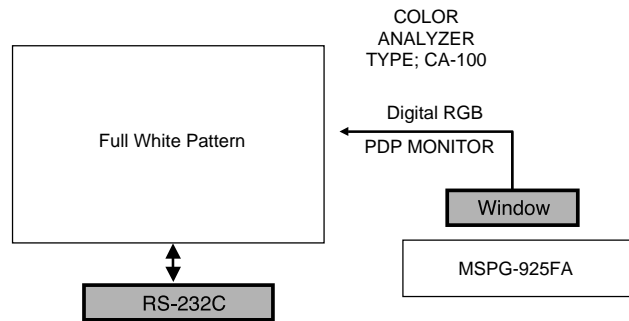 COLOR
ANALYZER
TYPE; CA-100
Digital RGB
Full White Pattern
PDP MONITOR
Window
MSPG-925FA
RS-232C